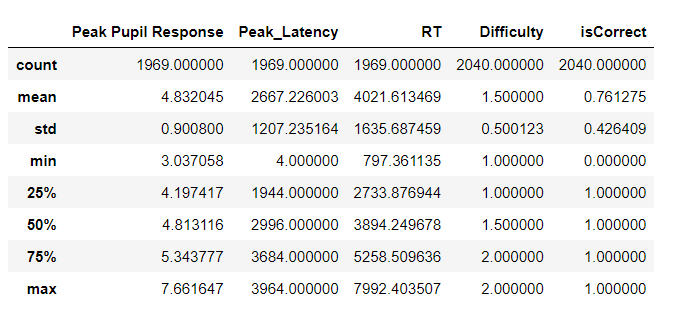 Peak Pupil Response Peak_Latency RT Difficulty isCorrect
count 1969.000000 1969.000000 1969.000000 2040.000000 2040.000000
mean 4.832045 2667.226003 4021.613469 1.500000 0.761275
std 0.900800 1207.235164 1635.687459 0.500123 0.426409
min 3.037058 4.000000 797.361135 1.000000 0.000000
25% 4.197417 1944.000000 2733.876944 1.000000 1.000000
50% 4.813116 2996.000000 3894.249678 1.500000 1.000000
75% 5.343777 3684.000000 5258.509636 2.000000 1.000000
max 7.661647 3964.000000 7992.403507 2.000000 1.000000